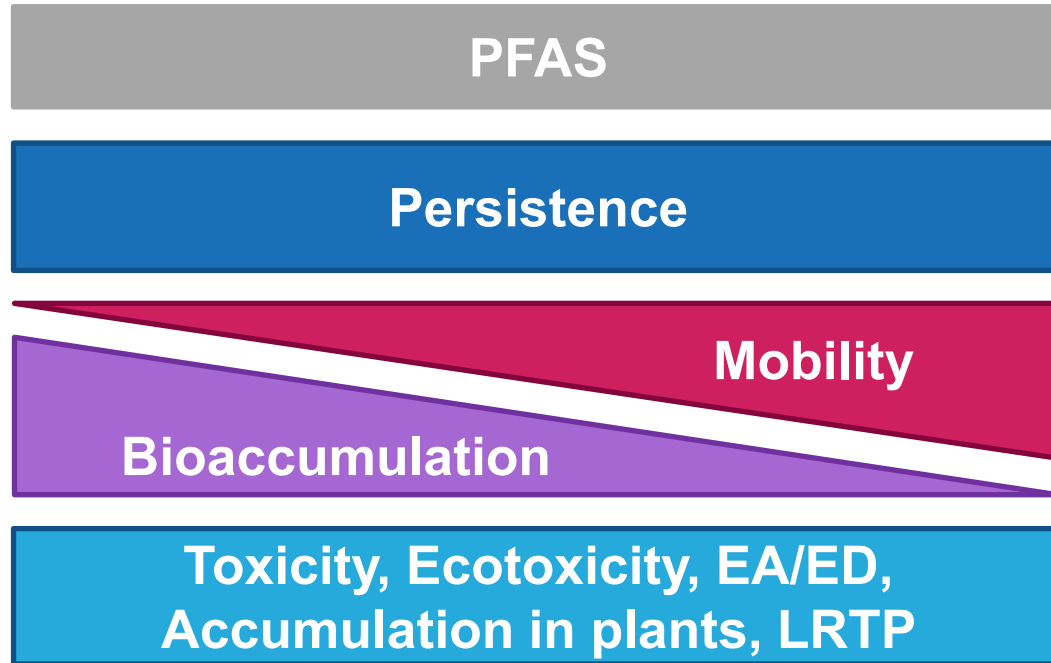 PFAS
Persistence
Mobility
Bioaccumulation
Toxicity, Ecotoxicity, EA/ED,
Accumulation in plants, LRTP